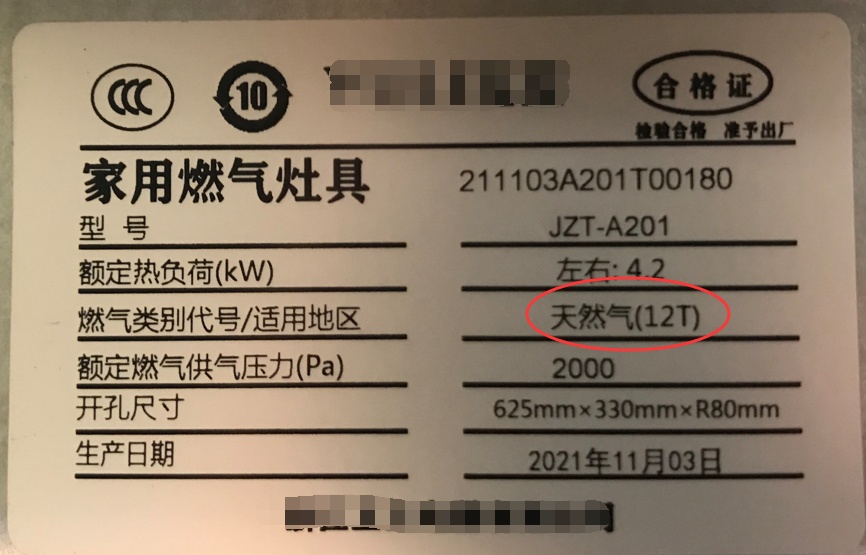 CCC 10 合格证
检验合格 准予出厂
家用燃气灶具 211103A201T00180
型号 JZT-A201
额定热负荷(kW) 左右: 4.2
燃气类别代号/适用地区 天然气(12T)
额定燃气供气压力(Pa) 2000
开孔尺寸 625mm×330mm×R80mm
生产日期 2021年11月03日